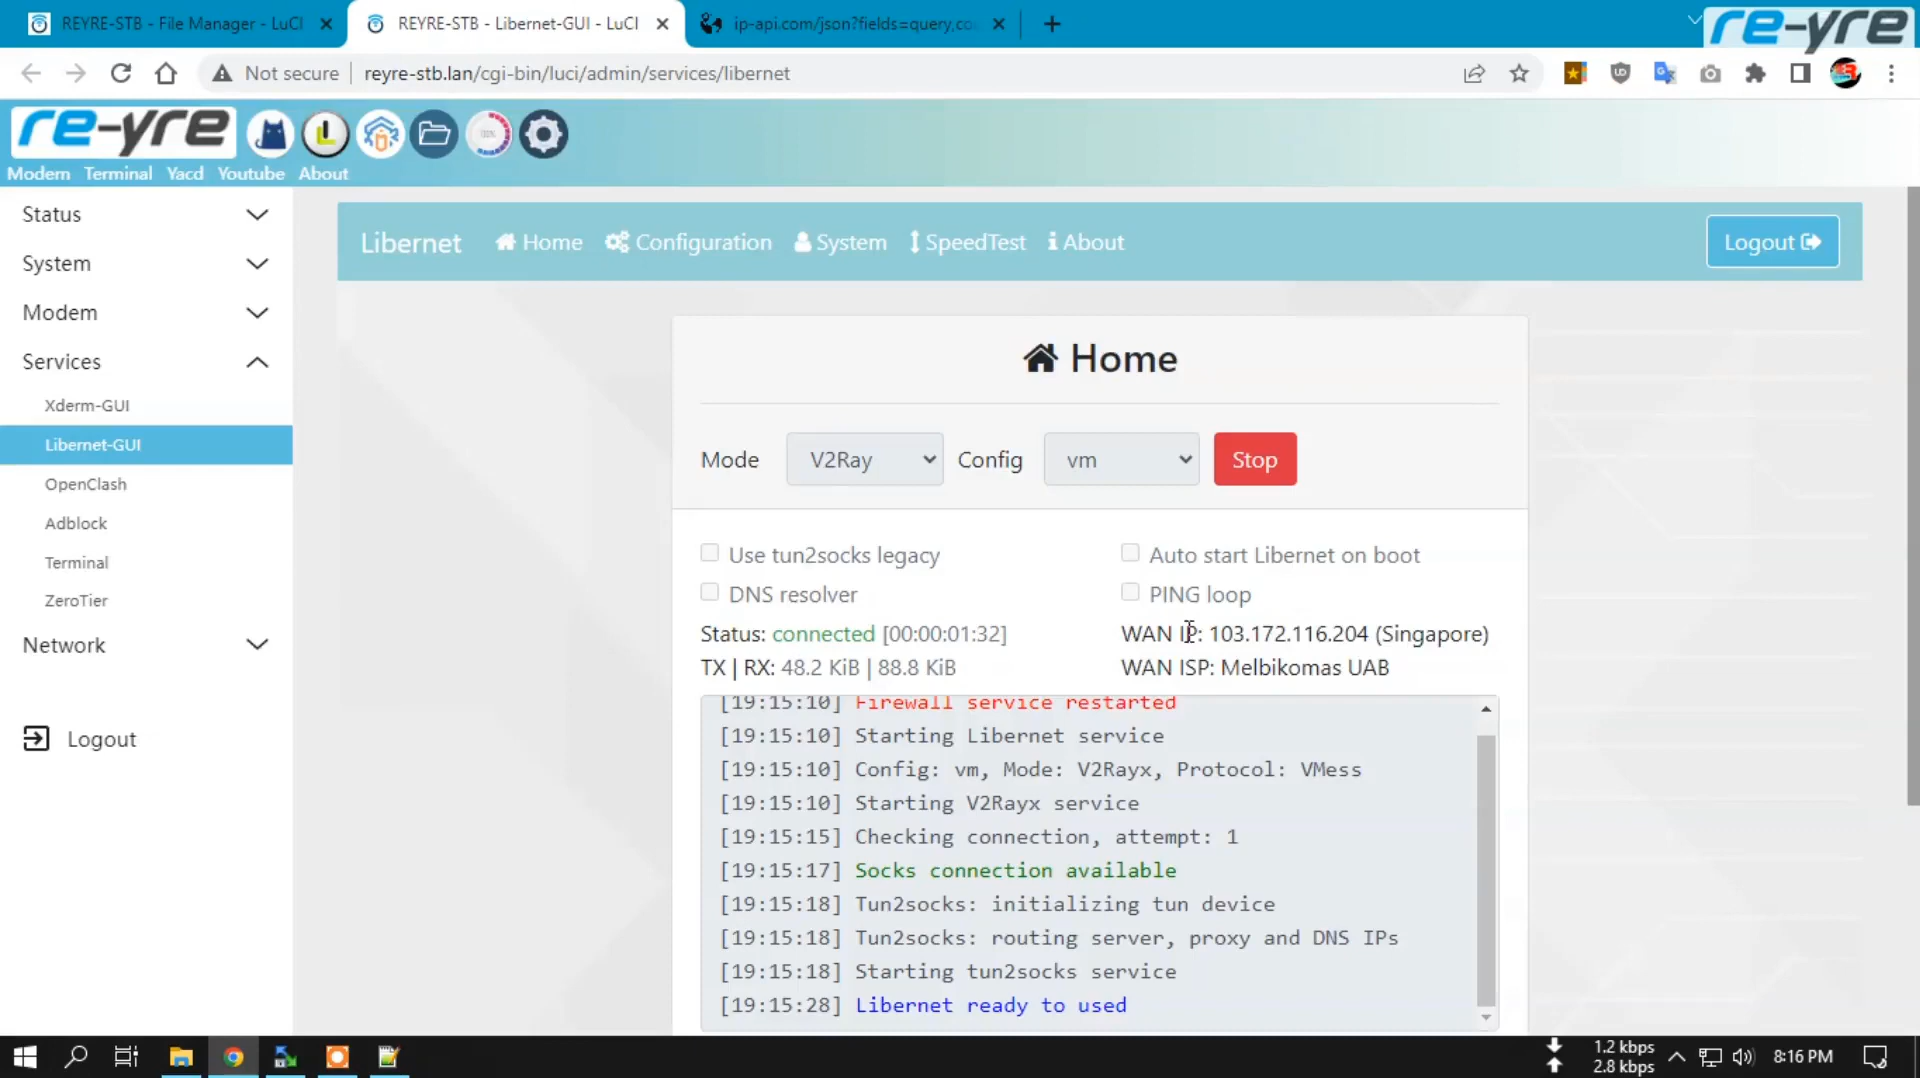 REYRE-STB - File Manager - LuCI
REYRE-STB - Libernet-GUI - LuCI
ip-api.com/json?fields=query,co
re-yre
Not secure
reyre-stb.lan/cgi-bin/luci/admin/services/libernet
re-yre
Modem Terminal Yacd Youtube About
Status
System
Modem
Services
Xderm-GUI
Libernet-GUI
OpenClash
Adblock
Terminal
ZeroTier
Network
Logout
Libernet Home Configuration System SpeedTest About Logout
Home
Mode V2Ray Config vm Stop
Use tun2socks legacy
Auto start Libernet on boot
DNS resolver
PING loop
Status: connected [00:00:01:32]
WAN IP: 103.172.116.204 (Singapore)
TX | RX: 48.2 KiB | 88.8 KiB
WAN ISP: Melbikomas UAB
[19:15:10] Firewall service restarted
[19:15:10] Starting Libernet service
[19:15:10] Config: vm, Mode: V2Rayx, Protocol: VMess
[19:15:10] Starting V2Rayx service
[19:15:15] Checking connection, attempt: 1
[19:15:17] Socks connection available
[19:15:18] Tun2socks: initializing tun device
[19:15:18] Tun2socks: routing server, proxy and DNS IPs
[19:15:18] Starting tun2socks service
[19:15:28] Libernet ready to used
1.2 kbps
2.8 kbps
8:16 PM